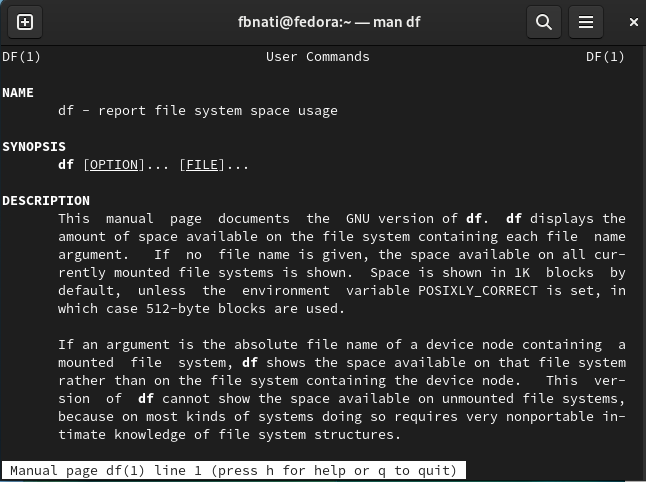 fbnati@fedora:~ — man df
DF(1) User Commands DF(1)
NAME
df - report file system space usage
SYNOPSIS
df [OPTION]... [FILE]...
DESCRIPTION
This manual page documents the GNU version of df. df displays the
amount of space available on the file system containing each file name
argument. If no file name is given, the space available on all cur-
rently mounted file systems is shown. Space is shown in 1K blocks by
default, unless the environment variable POSIXLY_CORRECT is set, in
which case 512-byte blocks are used.
If an argument is the absolute file name of a device node containing a
mounted file system, df shows the space available on that file system
rather than on the file system containing the device node. This ver-
sion of df cannot show the space available on unmounted file systems,
because on most kinds of systems doing so requires very nonportable in-
timate knowledge of file system structures.
Manual page df(1) line 1 (press h for help or q to quit)